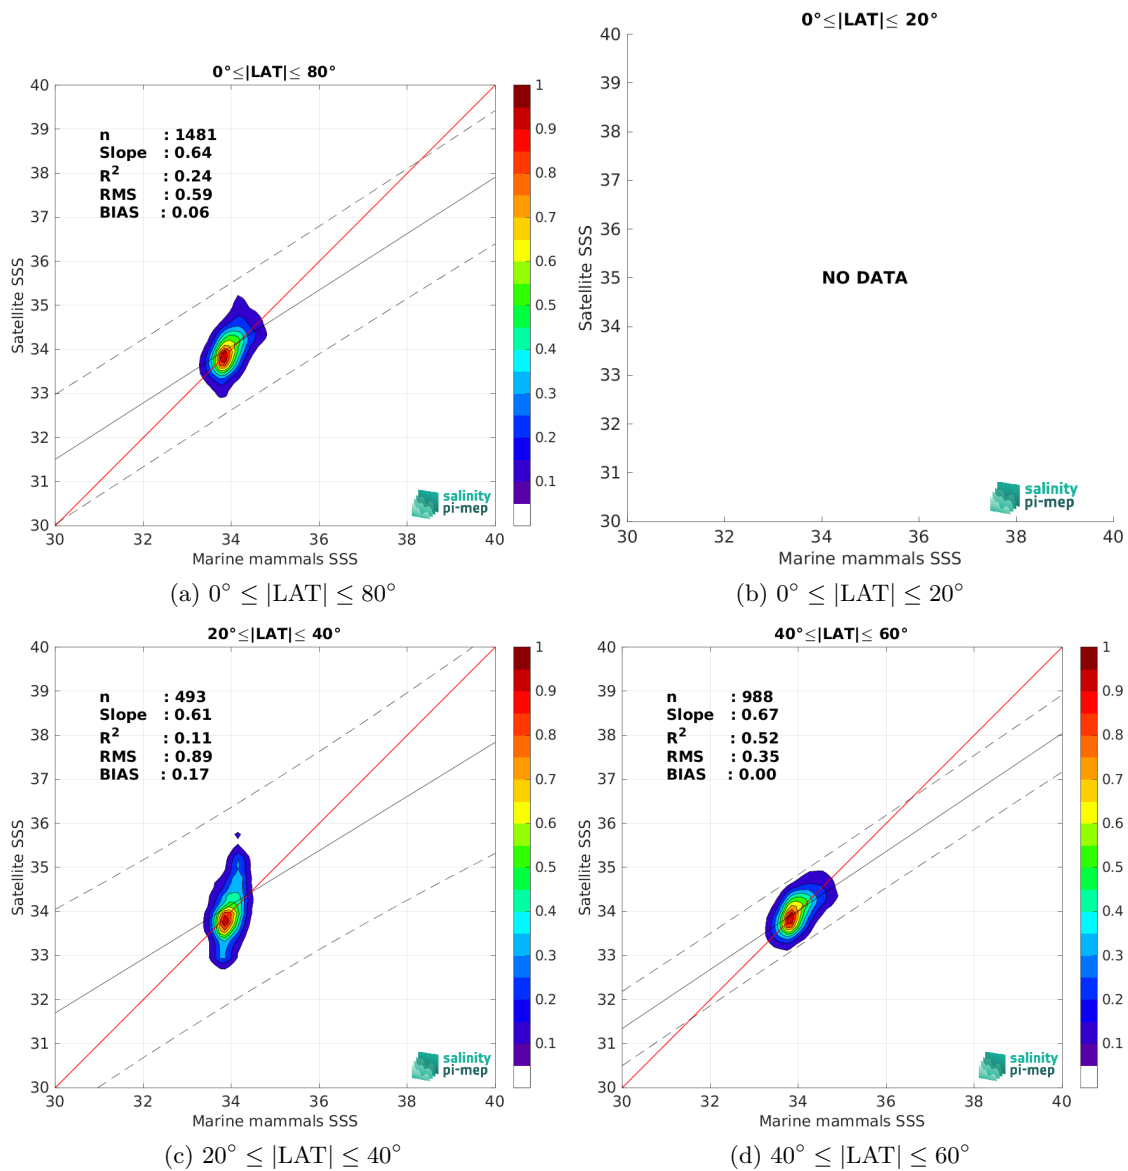 0°≤|LAT|≤ 80°
40
39
38
37
36
35
34
33
32
31
30
Satellite SSS
n : 1481
Slope : 0.64
R² : 0.24
RMS : 0.59
BIAS : 0.06
salinity
pi-mep
30 32 34 36 38 40
Marine mammals SSS
1
0.9
0.8
0.7
0.6
0.5
0.4
0.3
0.2
0.1
(a) 0° ≤ |LAT| ≤ 80°
0°≤|LAT|≤ 20°
40
39
38
37
36
35
34
33
32
31
30
Satellite SSS
NO DATA
salinity
pi-mep
30 32 34 36 38 40
Marine mammals SSS
(b) 0° ≤ |LAT| ≤ 20°
20°≤|LAT|≤ 40°
40
39
38
37
36
35
34
33
32
31
30
Satellite SSS
n : 493
Slope : 0.61
R² : 0.11
RMS : 0.89
BIAS : 0.17
salinity
pi-mep
30 32 34 36 38 40
Marine mammals SSS
1
0.9
0.8
0.7
0.6
0.5
0.4
0.3
0.2
0.1
(c) 20° ≤ |LAT| ≤ 40°
40°≤|LAT|≤ 60°
40
39
38
37
36
35
34
33
32
31
30
Satellite SSS
n : 988
Slope : 0.67
R² : 0.52
RMS : 0.35
BIAS : 0.00
salinity
pi-mep
30 32 34 36 38 40
Marine mammals SSS
1
0.9
0.8
0.7
0.6
0.5
0.4
0.3
0.2
0.1
(d) 40° ≤ |LAT| ≤ 60°